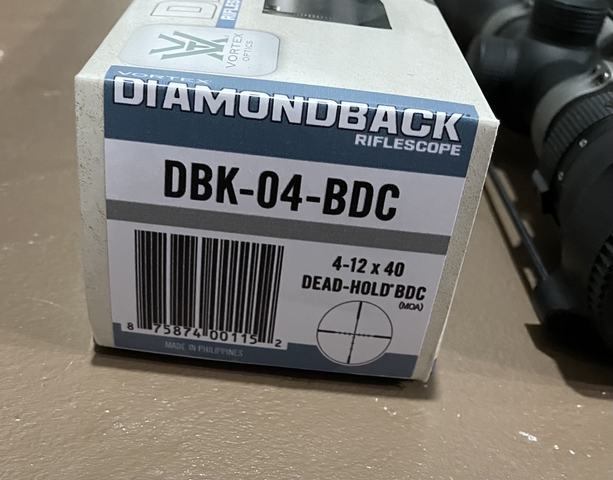 RIFLES
VORTEX
OPTICS
VORTEX
DIAMONDBACK
RIFLESCOPE
DBK-04-BDC
4-12 x 40
DEAD-HOLD® BDC
(MOA)
8 75874 00115 2
MADE IN PHILIPPINES